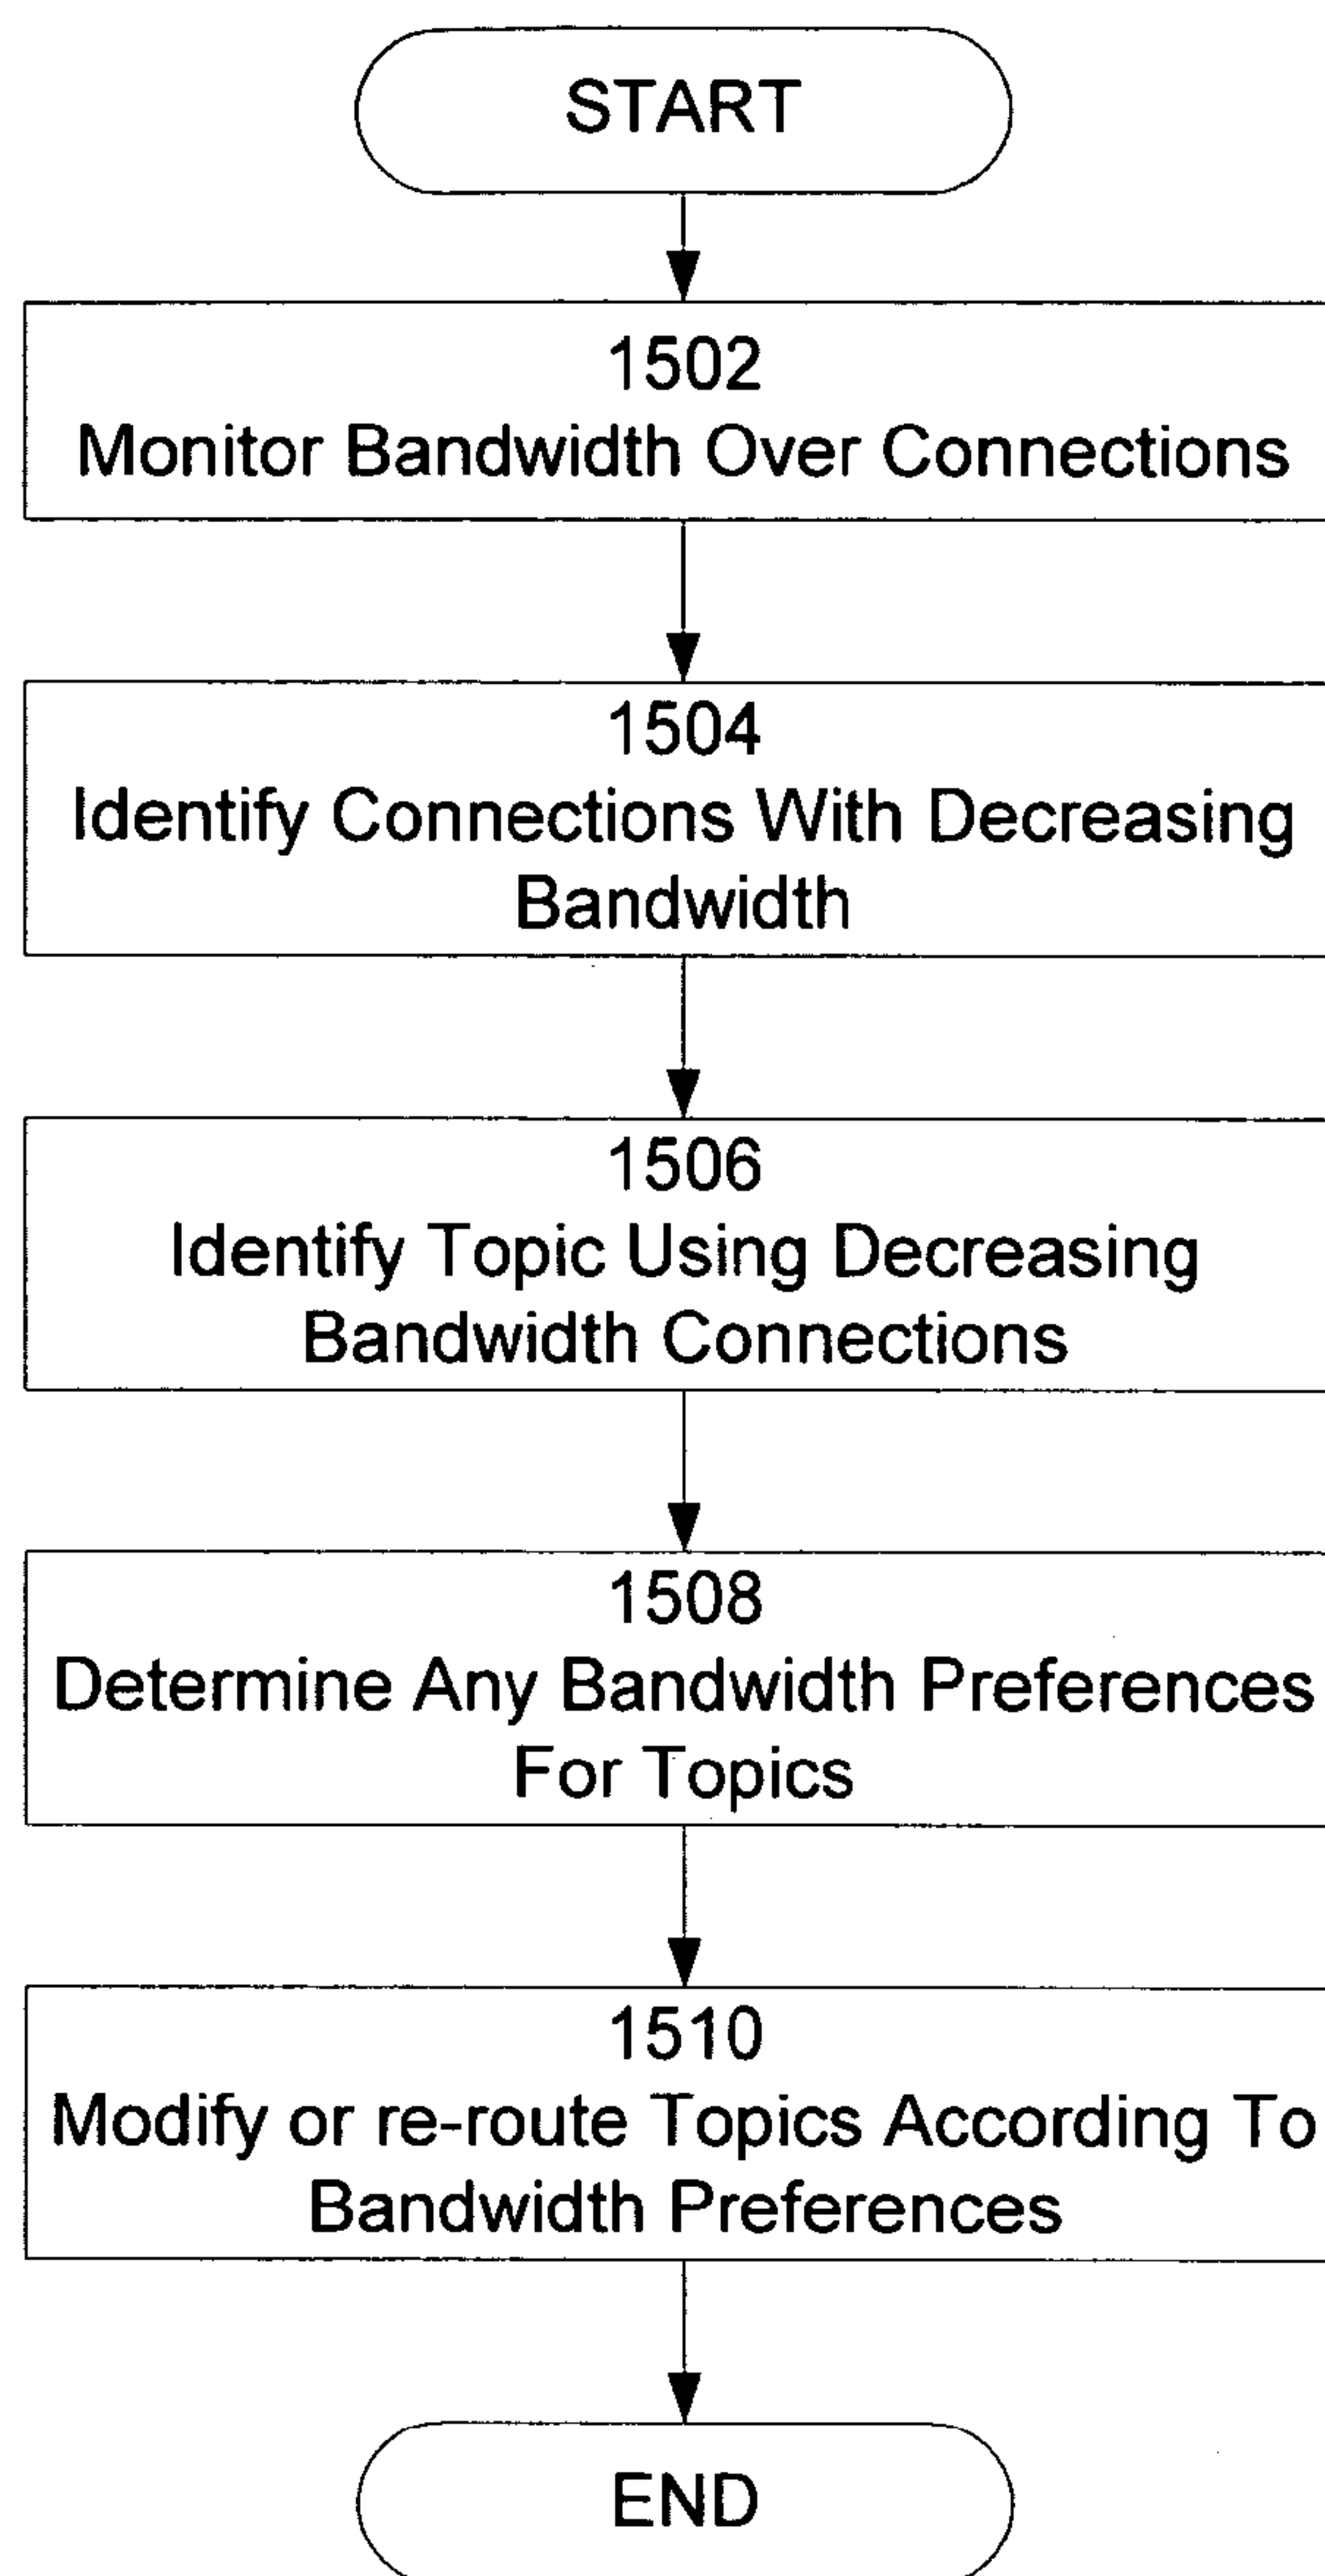 START
1502
Monitor Bandwidth Over Connections
1504
Identify Connections With Decreasing
Bandwidth
1506
Identify Topic Using Decreasing
Bandwidth Connections
1508
Determine Any Bandwidth Preferences
For Topics
1510
Modify or re-route Topics According To
Bandwidth Preferences
END